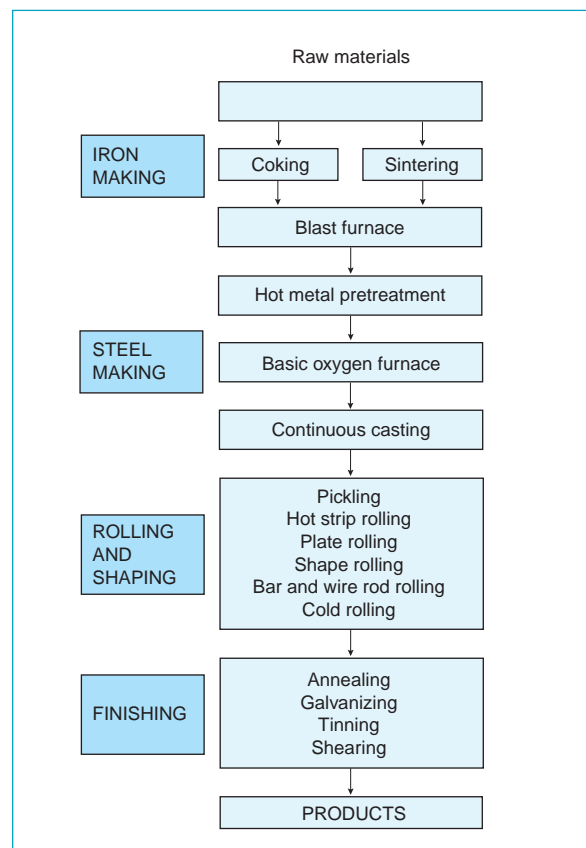 Raw materials
IRON
MAKING
Coking
Sintering
Blast furnace
Hot metal pretreatment
STEEL
MAKING
Basic oxygen furnace
Continuous casting
ROLLING
AND
SHAPING
Pickling
Hot strip rolling
Plate rolling
Shape rolling
Bar and wire rod rolling
Cold rolling
FINISHING
Annealing
Galvanizing
Tinning
Shearing
PRODUCTS